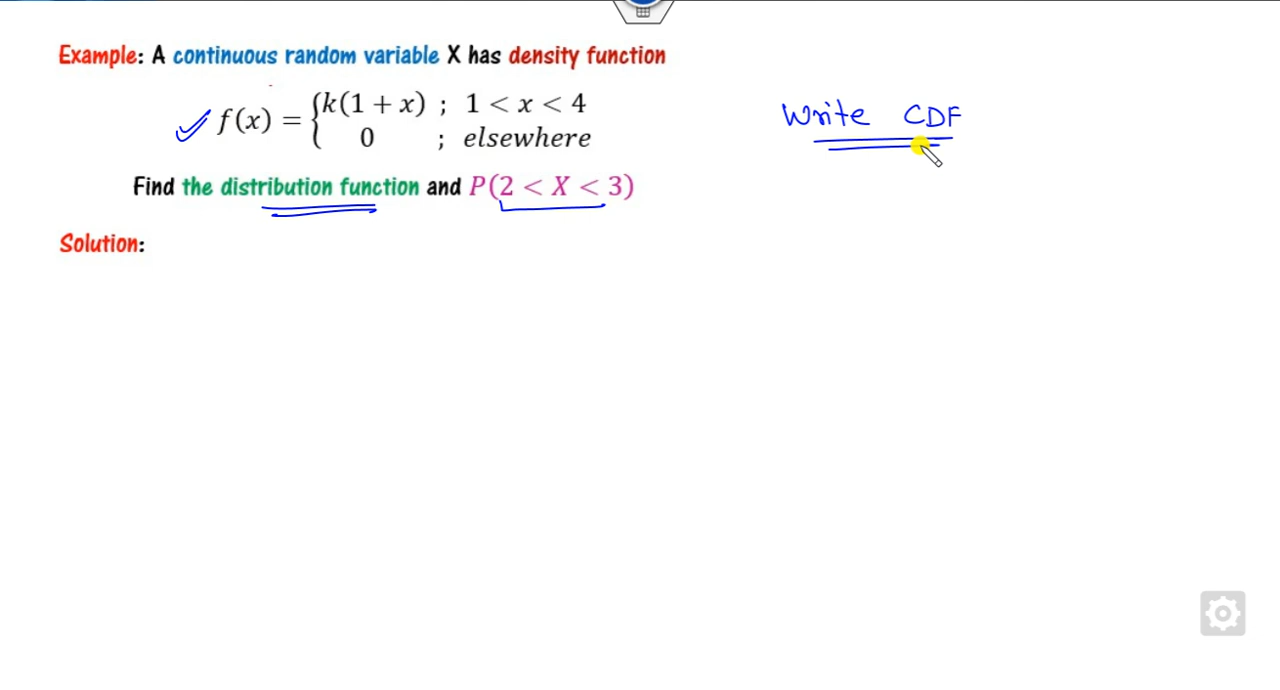 Example: A continuous random variable X has density function
f(x) = {k(1 + x) ; 1 < x < 4
0 ; elsewhere
Write CDF
Find the distribution function and P(2 < X < 3)
Solution: